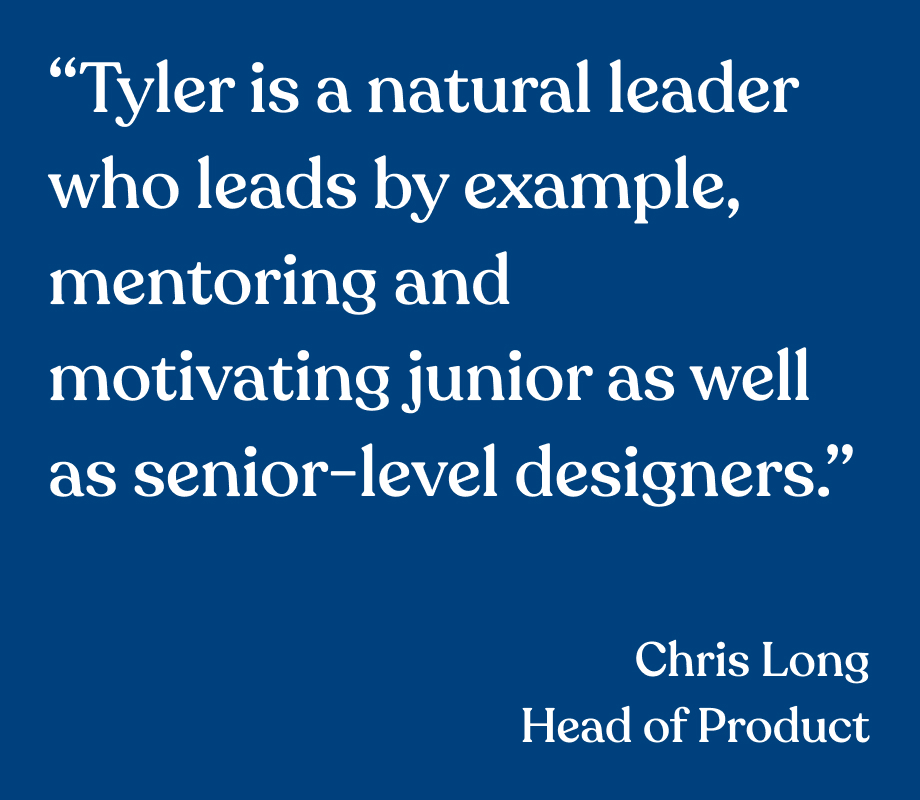 “Tyler is a natural leader
who leads by example,
mentoring and
motivating junior as well
as senior-level designers.”
Chris Long
Head of Product